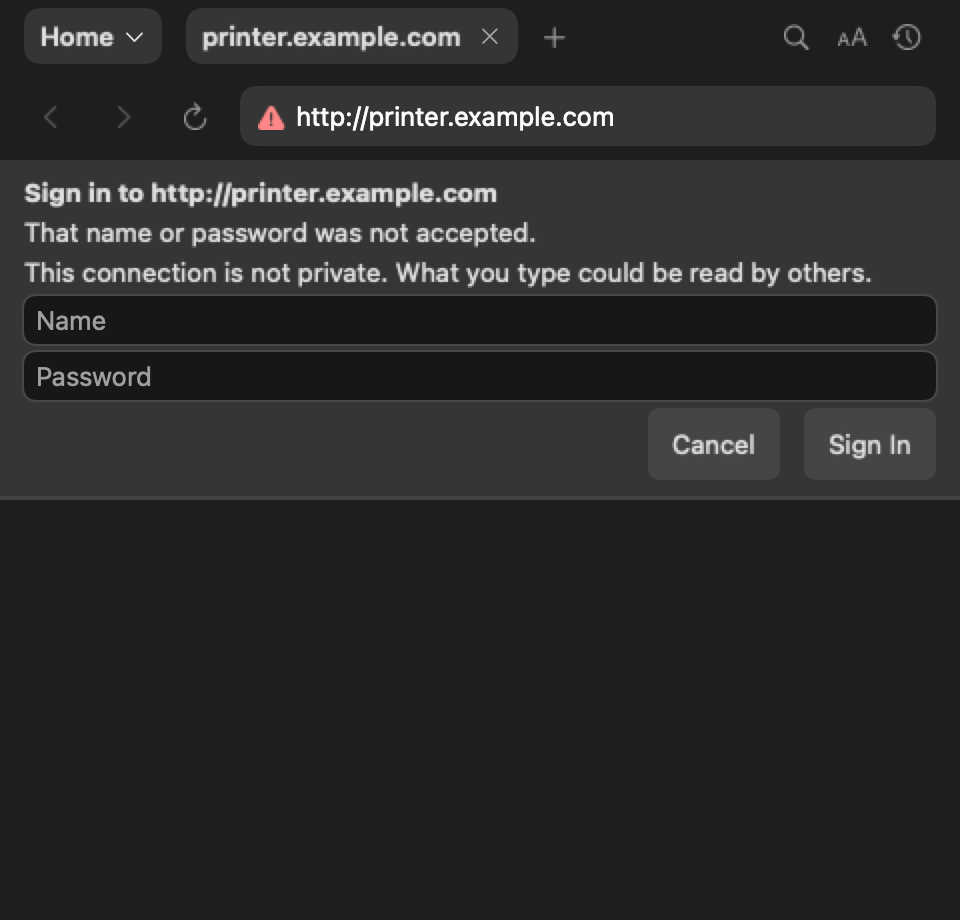 Home
printer.example.com
AA
http://printer.example.com
Sign in to http://printer.example.com
That name or password was not accepted.
This connection is not private. What you type could be read by others.
Name
Password
Cancel
Sign In